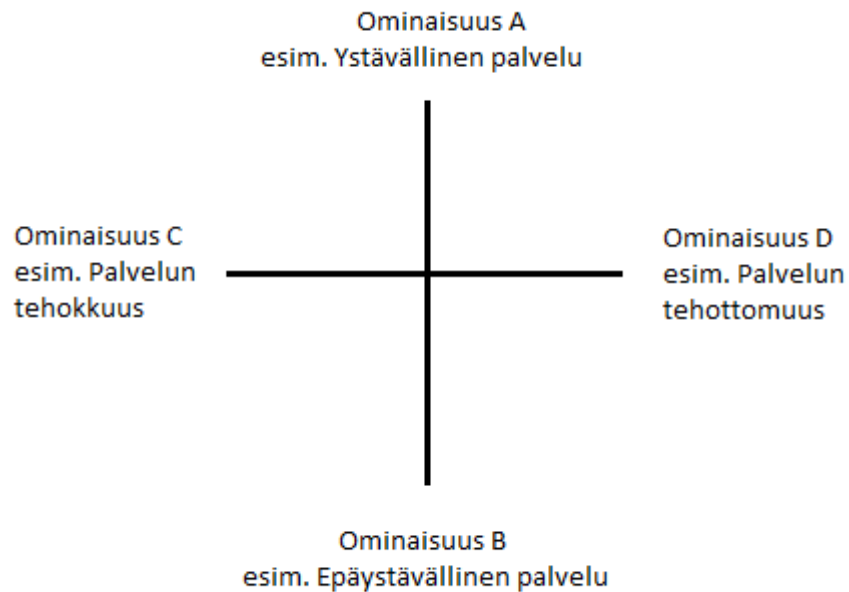 Ominaisuus A
esim. Ystävällinen palvelu
Ominaisuus C
esim. Palvelun
tehokkuus
Ominaisuus D
esim. Palvelun
tehottomuus
Ominaisuus B
esim. Epäystävällinen palvelu